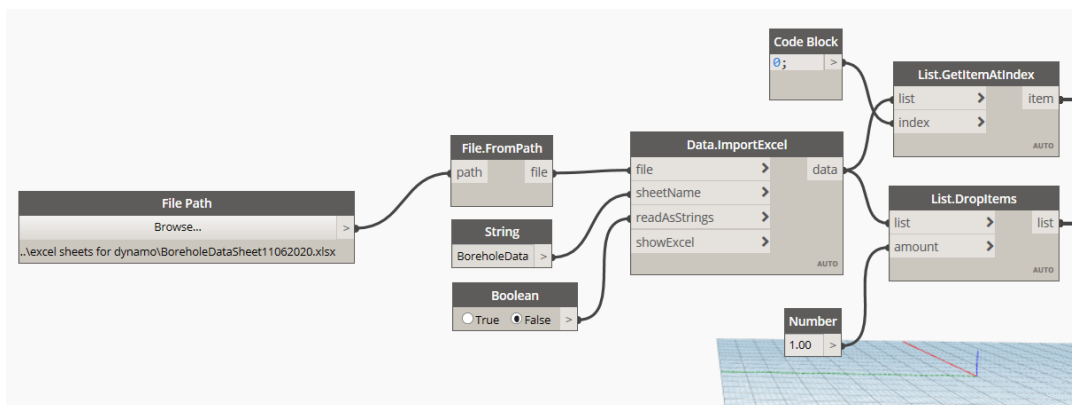 File Path
Browse... >
..\excel sheets for dynamo\BoreholeDataSheet11062020.xlsx
File.FromPath
path file
String
BoreholeData >
Boolean
True False >
Data.ImportExcel
file > data
sheetName >
readAsStrings >
showExcel >
AUTO
Code Block
0; >
List.GetItemAtIndex
list > item
index >
AUTO
List.DropItems
list > list
amount >
AUTO
Number
1.00 >